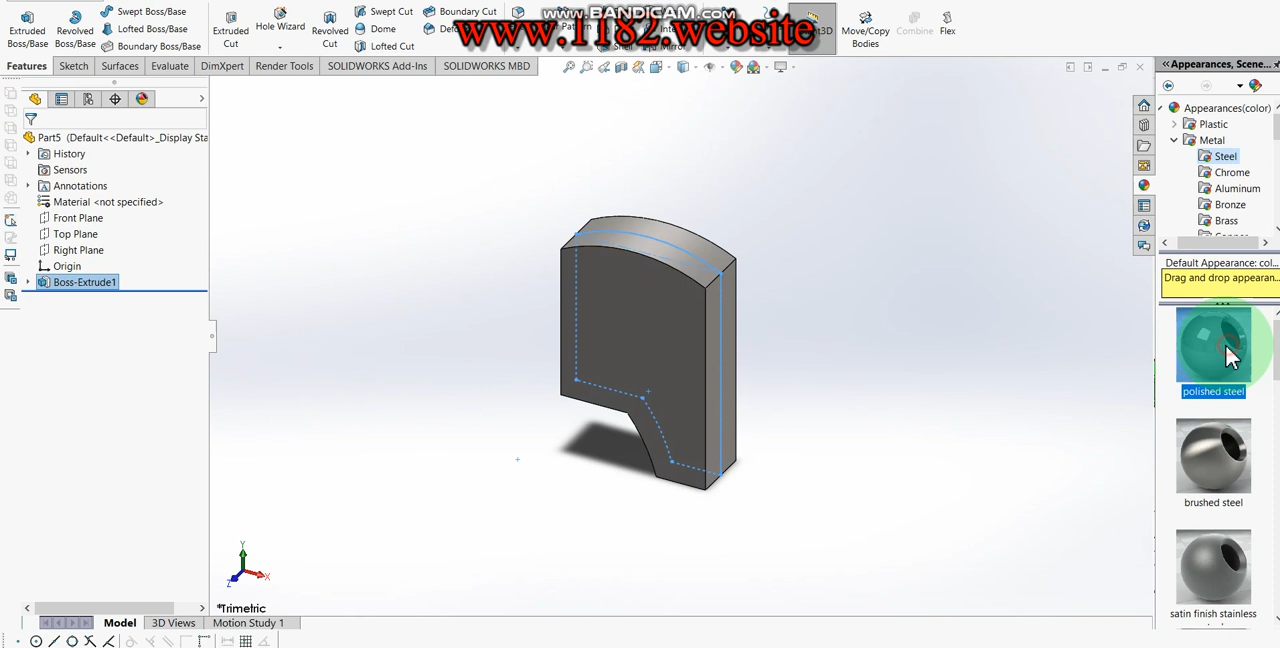 www.BANDICAM.com
www.1182.website
Extruded Boss/Base
Revolved Boss/Base
Swept Boss/Base
Lofted Boss/Base
Boundary Boss/Base
Extruded Cut
Hole Wizard
Revolved Cut
Swept Cut
Dome
Lofted Cut
Boundary Cut
Shell
Mirror
Move/Copy Bodies
Combine
Flex
Features
Sketch
Surfaces
Evaluate
DimXpert
Render Tools
SOLIDWORKS Add-Ins
SOLIDWORKS MBD
Part5 (Default<<Default>_Display Sta
History
Sensors
Annotations
Material <not specified>
Front Plane
Top Plane
Right Plane
Origin
Boss-Extrude1
Y
X
Z
*Trimetric
Model
3D Views
Motion Study 1
Appearances, Scene...
Appearances(color)
Plastic
Metal
Steel
Chrome
Aluminum
Bronze
Brass
Default Appearance: col...
Drag and drop appearan...
polished steel
brushed steel
satin finish stainless